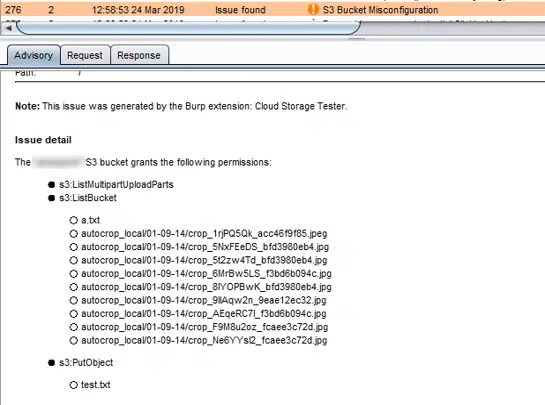 276 2 12:58:53 24 Mar 2019 Issue found S3 Bucket Misconfiguration
Advisory Request Response
Path: /
Note: This issue was generated by the Burp extension: Cloud Storage Tester.
Issue detail
The S3 bucket grants the following permissions:
s3:ListMultipartUploadParts
s3:ListBucket
a.txt
autocrop_local/01-09-14/crop_1rjPQ5Qk_acc46f9f85.jpeg
autocrop_local/01-09-14/crop_5NxFEeDS_bfd3980eb4.jpg
autocrop_local/01-09-14/crop_5t2zw4Td_bfd3980eb4.jpg
autocrop_local/01-09-14/crop_6MrBw5LS_f3bd6b094c.jpg
autocrop_local/01-09-14/crop_8lYOPBwK_bfd3980eb4.jpg
autocrop_local/01-09-14/crop_9llAqw2n_9eae12ec32.jpg
autocrop_local/01-09-14/crop_AEqeRC7l_f3bd6b094c.jpg
autocrop_local/01-09-14/crop_F9M8u2oz_fcaee3c72d.jpg
autocrop_local/01-09-14/crop_Ne6YYsl2_fcaee3c72d.jpg
s3:PutObject
test.txt